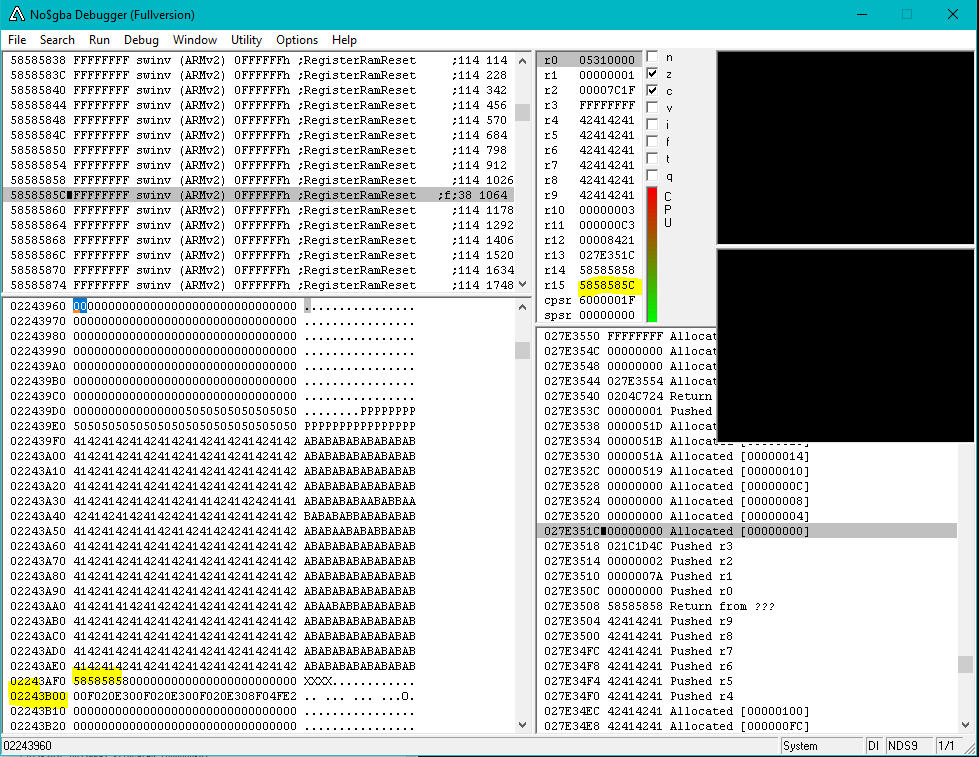 No$gba Debugger (Fullversion)
File Search Run Debug Window Utility Options Help
58585838 FFFFFFFF swinv (ARMv2) 0FFFFFFh ;RegisterRamReset ;114 114
5858583C FFFFFFFF swinv (ARMv2) 0FFFFFFh ;RegisterRamReset ;114 228
58585840 FFFFFFFF swinv (ARMv2) 0FFFFFFh ;RegisterRamReset ;114 342
58585844 FFFFFFFF swinv (ARMv2) 0FFFFFFh ;RegisterRamReset ;114 456
58585848 FFFFFFFF swinv (ARMv2) 0FFFFFFh ;RegisterRamReset ;114 570
5858584C FFFFFFFF swinv (ARMv2) 0FFFFFFh ;RegisterRamReset ;114 684
58585850 FFFFFFFF swinv (ARMv2) 0FFFFFFh ;RegisterRamReset ;114 798
58585854 FFFFFFFF swinv (ARMv2) 0FFFFFFh ;RegisterRamReset ;114 912
58585858 FFFFFFFF swinv (ARMv2) 0FFFFFFh ;RegisterRamReset ;114 1026
5858585C FFFFFFFF swinv (ARMv2) 0FFFFFFh ;RegisterRamReset ;f;38 1064
58585860 FFFFFFFF swinv (ARMv2) 0FFFFFFh ;RegisterRamReset ;114 1178
58585864 FFFFFFFF swinv (ARMv2) 0FFFFFFh ;RegisterRamReset ;114 1292
58585868 FFFFFFFF swinv (ARMv2) 0FFFFFFh ;RegisterRamReset ;114 1406
5858586C FFFFFFFF swinv (ARMv2) 0FFFFFFh ;RegisterRamReset ;114 1520
58585870 FFFFFFFF swinv (ARMv2) 0FFFFFFh ;RegisterRamReset ;114 1634
58585874 FFFFFFFF swinv (ARMv2) 0FFFFFFh ;RegisterRamReset ;114 1748
r0 05310000
r1 00000001
r2 00007C1F
r3 FFFFFFFF
r4 42414241
r5 42414241
r6 42414241
r7 42414241
r8 42414241
r9 42414241
r10 00000003
r11 000000C3
r12 00008421
r13 027E351C
r14 58585858
r15 5858585C
cpsr 6000001F
spsr 00000000
n
z
c
v
i
f
t
q
C
P
U
02243960 00000000000000000000000000000000 ................
02243970 00000000000000000000000000000000 ................
02243980 00000000000000000000000000000000 ................
02243990 00000000000000000000000000000000 ................
022439A0 00000000000000000000000000000000 ................
022439B0 00000000000000000000000000000000 ................
022439C0 00000000000000000000000000000000 ................
022439D0 00000000000000005050505050505050 ........PPPPPPPP
022439E0 50505050505050505050505050505050 PPPPPPPPPPPPPPPP
022439F0 41424142414241424142414241424142 ABABABABABABABAB
02243A00 41424142414241424142414241424142 ABABABABABABABAB
02243A10 41424142414241424142414241424142 ABABABABABABABAB
02243A20 41424142414241424142414241424142 ABABABABABABABAB
02243A30 ABABABABAABABBAA
02243A40 BABABABBABABABAB
02243A50 ABABAABABABBABAB
02243A60 41424142414241424142414241424142 ABABABABABABABAB
02243A70 41424142414241424142414241424142 ABABABABABABABAB
02243A80 41424142414241424142414241424142 ABABABABABABABAB
02243A90 41424142414241424142414241424142 ABABABABABABABAB
02243AA0 ABAABBABABABABAB
02243AB0 41424142414241424142414241424142 ABABABABABABABAB
02243AC0 41424142414241424142414241424142 ABABABABABABABAB
02243AD0 41424142414241424142414241424142 ABABABABABABABAB
02243AE0 41424142414241424142414241424142 ABABABABABABABAB
02243AF0 58585858000000000000000000000000 XXXX............
02243B00 00F020E300F020E300F020E308F04FE2 .. ... ... ...O.
02243B10 00000000000000000000000000000000 ................
02243B20 00000000000000000000000000000000 ................
027E3550 FFFFFFFF Allocat
027E354C 00000000 Allocat
027E3548 00000000 Allocat
027E3544 027E3554 Allocat
027E3540 0204C724 Return
027E353C 00000001 Pushed
027E3538 0000051D Allocat
027E3534 0000051B Allocated
027E3530 0000051A Allocated [00000014]
027E352C 00000519 Allocated [00000010]
027E3528 00000000 Allocated [0000000C]
027E3524 00000000 Allocated [00000008]
027E3520 00000000 Allocated [00000004]
027E351C 00000000 Allocated [00000000]
027E3518 021C1D4C Pushed r3
027E3514 00000002 Pushed r2
027E3510 0000007A Pushed r1
027E350C 00000000 Pushed r0
027E3508 58585858 Return from ???
027E3504 42414241 Pushed r9
027E3500 42414241 Pushed r8
027E34FC 42414241 Pushed r7
027E34F8 42414241 Pushed r6
027E34F4 42414241 Pushed r5
027E34F0 42414241 Pushed r4
027E34EC 42414241 Allocated [00000100]
027E34E8 42414241 Allocated [000000FC]
02243960
System
DI
NDS9
1/1